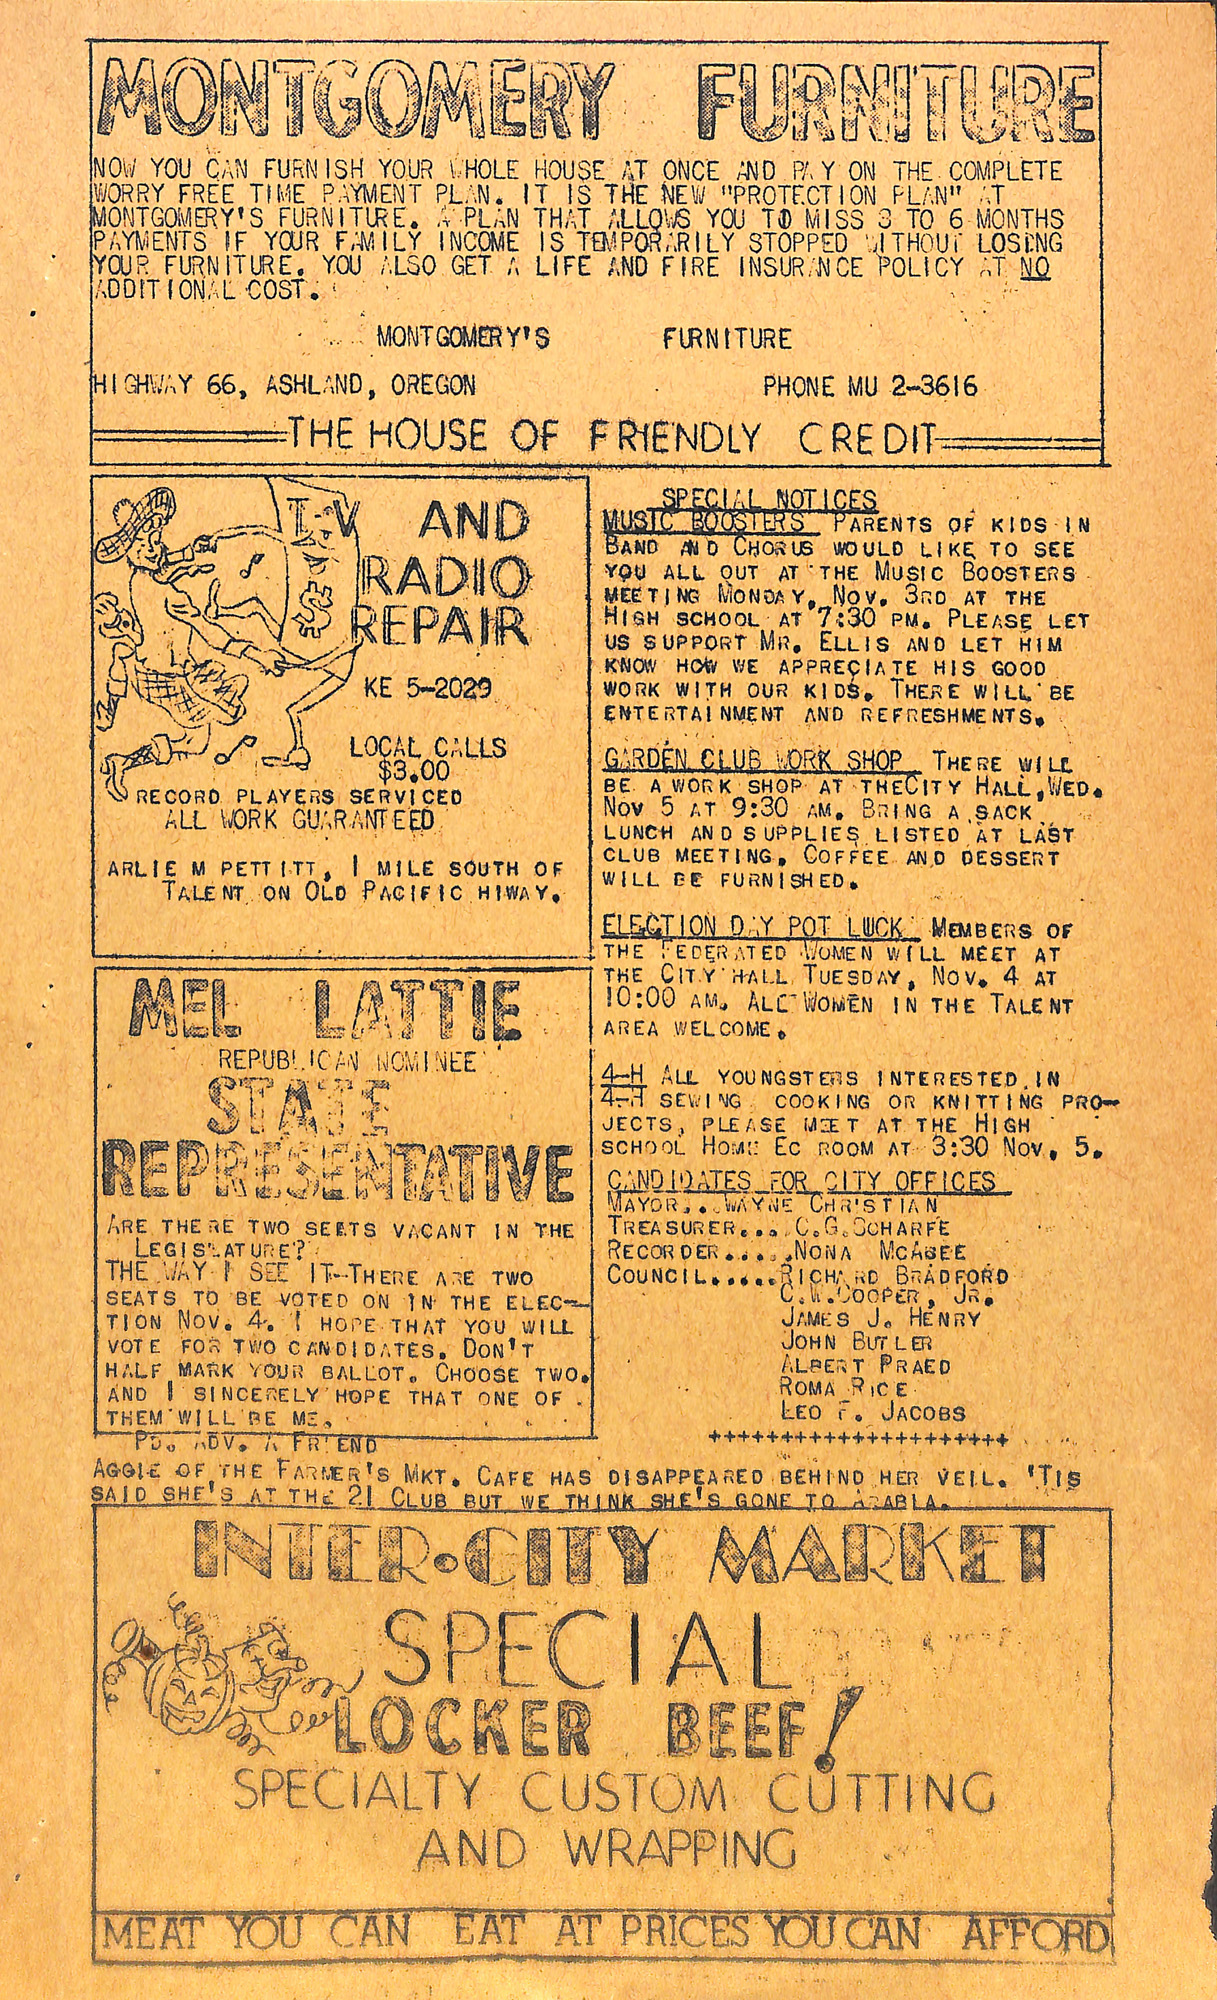 MONTGOMERY FURNITURE
NOW YOU CAN FURNISH YOUR WHOLE HOUSE AT ONCE AND PAY ON THE COMPLETE
WORRY FREE TIME PAYMENT PLAN. IT IS THE NEW "PROTECTION PLAN" AT
MONTGOMERY'S FURNITURE. A PLAN THAT ALLOWS YOU TO MISS 3 TO 6 MONTHS
PAYMENTS IF YOUR FAMILY INCOME IS TEMPORARILY STOPPED WITHOUT LOSING
YOUR FURNITURE. YOU ALSO GET A LIFE AND FIRE INSURANCE POLICY AT NO
ADDITIONAL COST.
MONTGOMERY'S FURNITURE
HIGHWAY 66, ASHLAND, OREGON PHONE MU 2-3616
THE HOUSE OF FRIENDLY CREDIT
T.V AND
RADIO
REPAIR
$
KE 5-2029
LOCAL CALLS
$3.00
RECORD PLAYERS SERVICED
ALL WORK GUARANTEED
ARLIE M PETTITT, 1 MILE SOUTH OF
TALENT ON OLD PACIFIC HIWAY.
MEL LATTIE
REPUBLICAN NOMINEE
STATE
REPRESENTATIVE
ARE THERE TWO SEETS VACANT IN THE
LEGISLATURE?
THE WAY I SEE IT--THERE ARE TWO
SEATS TO BE VOTED ON IN THE ELEC-
TION NOV. 4. I HOPE THAT YOU WILL
VOTE FOR TWO CANDIDATES. DON'T
HALF MARK YOUR BALLOT. CHOOSE TWO.
AND I SINCERELY HOPE THAT ONE OF
THEM WILL BE ME.
PD. ADV. A FRIEND
SPECIAL NOTICES
MUSIC BOOSTERS PARENTS OF KIDS IN
BAND AND CHORUS WOULD LIKE TO SEE
YOU ALL OUT AT THE MUSIC BOOSTERS
MEETING MONDAY, NOV. 3RD AT THE
HIGH SCHOOL AT 7:30 PM. PLEASE LET
US SUPPORT MR. ELLIS AND LET HIM
KNOW HOW WE APPRECIATE HIS GOOD
WORK WITH OUR KIDS. THERE WILL BE
ENTERTAINMENT AND REFRESHMENTS.
GARDEN CLUB WORK SHOP THERE WILL
BE A WORK SHOP AT THECITY HALL,WED.
NOV 5 AT 9:30 AM. BRING A SACK
LUNCH AND SUPPLIES LISTED AT LAST
CLUB MEETING. COFFEE AND DESSERT
WILL BE FURNISHED.
ELECTION DAY POT LUCK MEMBERS OF
THE FEDERATED WOMEN WILL MEET AT
THE CITY HALL TUESDAY, NOV. 4 AT
10:00 AM. ALL WOMEN IN THE TALENT
AREA WELCOME.
4-H ALL YOUNGSTERS INTERESTED IN
4-H SEWING COOKING OR KNITTING PRO-
JECTS, PLEASE MEET AT THE HIGH
SCHOOL HOME EC ROOM AT 3:30 NOV. 5.
CANDIDATES FOR CITY OFFICES
MAYOR...WAYNE CHRISTIAN
TREASURER.... C.G.SCHARFE
RECORDER.....NONA MCABEE
COUNCIL.....RICHARD BRADFORD
C.W.COOPER, JR.
JAMES J. HENRY
JOHN BUTLER
ALBERT PRAED
ROMA RICE
LEO F. JACOBS
+++++++++++++++++++++
AGGIE OF THE FARMER'S MKT. CAFE HAS DISAPPEARED BEHIND HER VEIL. 'TIS
SAID SHE'S AT THE 21 CLUB BUT WE THINK SHE'S GONE TO ARABIA.
INTER-CITY MARKET
SPECIAL
LOCKER BEEF!
SPECIALTY CUSTOM CUTTING
AND WRAPPING
MEAT YOU CAN EAT AT PRICES YOU CAN AFFORD